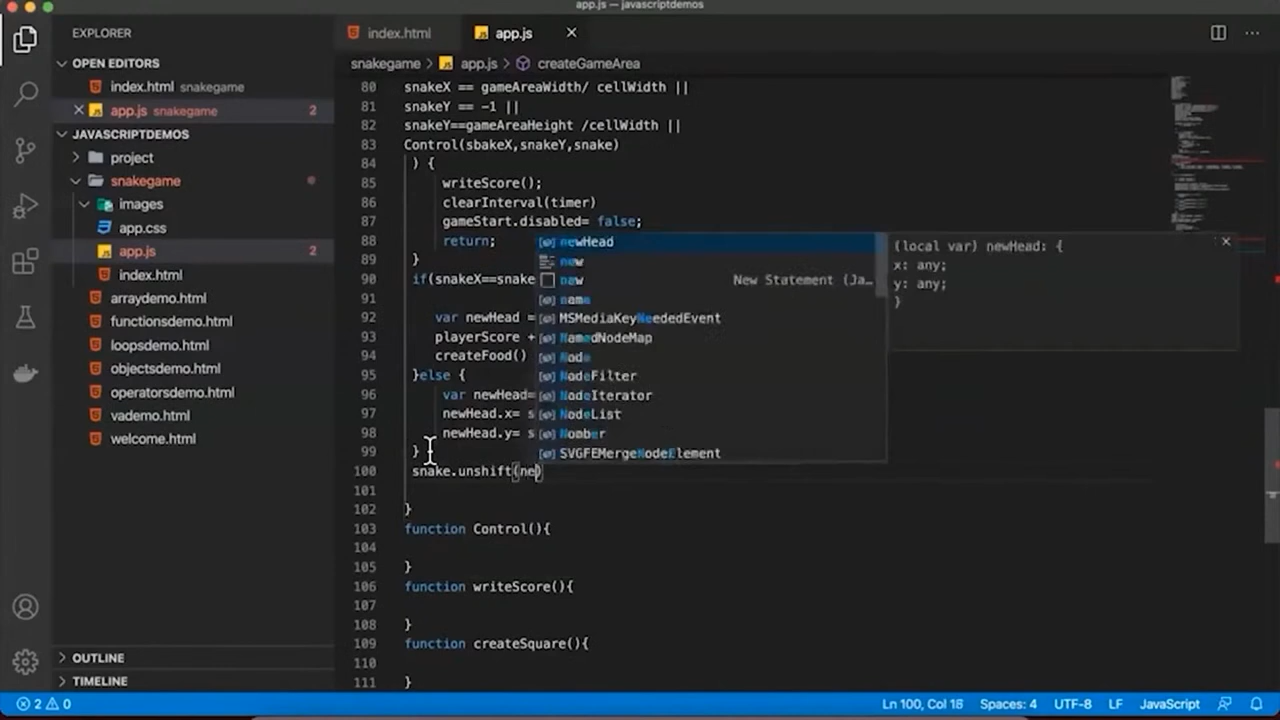 app.js — javascriptdemos
EXPLORER
OPEN EDITORS
index.html snakegame
app.js snakegame 2
JAVASCRIPTDEMOS
project
snakegame
images
app.css
app.js 2
index.html
arraydemo.html
functionsdemo.html
loopsdemo.html
objectsdemo.html
operatorsdemo.html
vademo.html
welcome.html
OUTLINE
TIMELINE
index.html app.js
snakegame > app.js > createGameArea
80 snakeX == gameAreaWidth/ cellWidth ||
81 snakeY == -1 ||
82 snakeY==gameAreaHeight /cellWidth ||
83 Control(sbakeX,snakeY,snake)
84 ) {
85 writeScore();
86 clearInterval(timer)
87 gameStart.disabled= false;
88 return;
89 }
90 if(snakeX==snake
91
92 var newHead =
93 playerScore +
94 createFood()
95 }else {
96 var newHead=
97 newHead.x= s
98 newHead.y= s
99 }
100 snake.unshift(ne)
101
102 }
103 function Control(){
104
105 }
106 function writeScore(){
107
108 }
109 function createSquare(){
110
111 }
newHead
new
new New Statement (Ja…
name
MSMediaKeyNeededEvent
NamedNodeMap
Node
NodeFilter
NodeIterator
NodeList
Number
SVGFEMergeNodeElement
(local var) newHead: {
x: any;
y: any;
}
2 0 Ln 100, Col 16 Spaces: 4 UTF-8 LF JavaScript